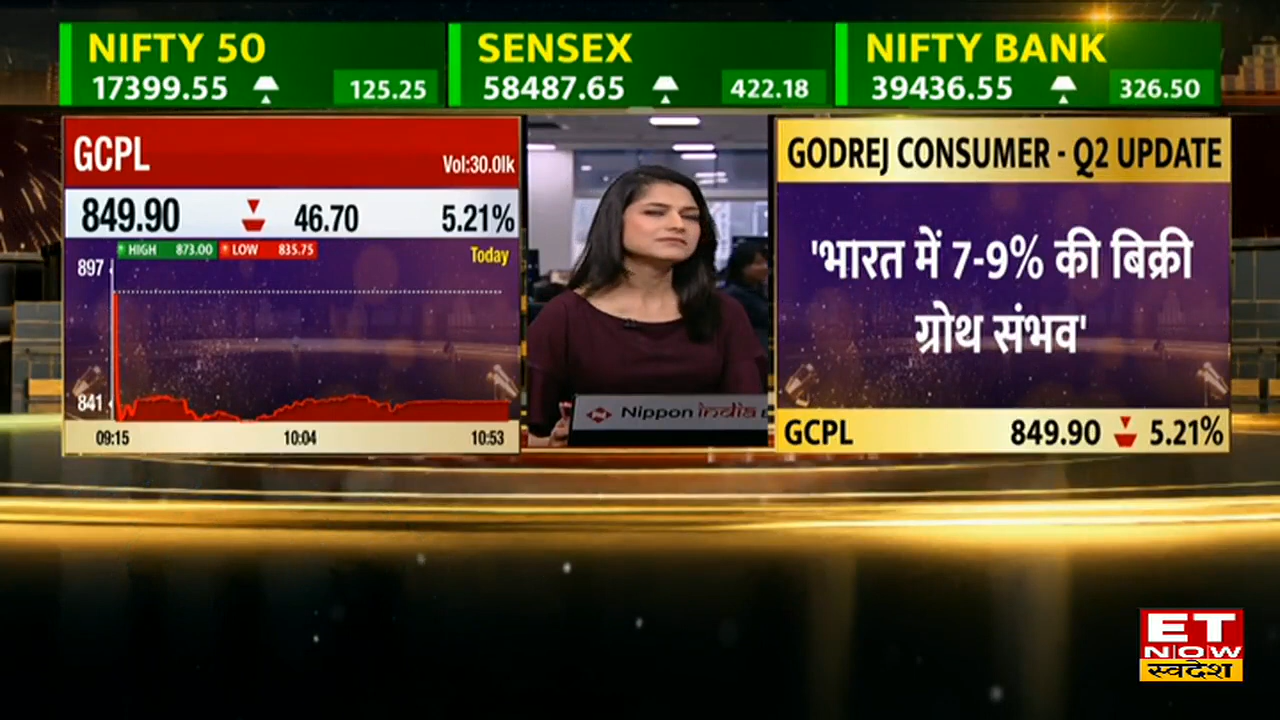 NIFTY 50
17399.55 125.25
SENSEX
58487.65 422.18
NIFTY BANK
39436.55 326.50
GCPL
Vol:30.0lk
849.90 46.70 5.21%
HIGH 873.00 LOW 835.75
Today
897
841
09:15 10:04 10:53
Nippon india
GODREJ CONSUMER - Q2 UPDATE
'भारत में 7-9% की बिक्री
ग्रोथ संभव'
GCPL 849.90 5.21%
ET
NOW
स्वदेश